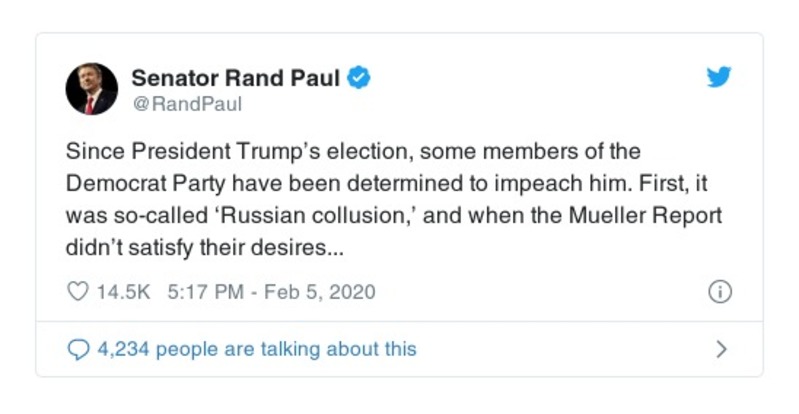 Senator Rand Paul
@RandPaul
Since President Trump’s election, some members of the
Democrat Party have been determined to impeach him. First, it
was so-called ‘Russian collusion,’ and when the Mueller Report
didn’t satisfy their desires...
14.5K 5:17 PM - Feb 5, 2020
4,234 people are talking about this